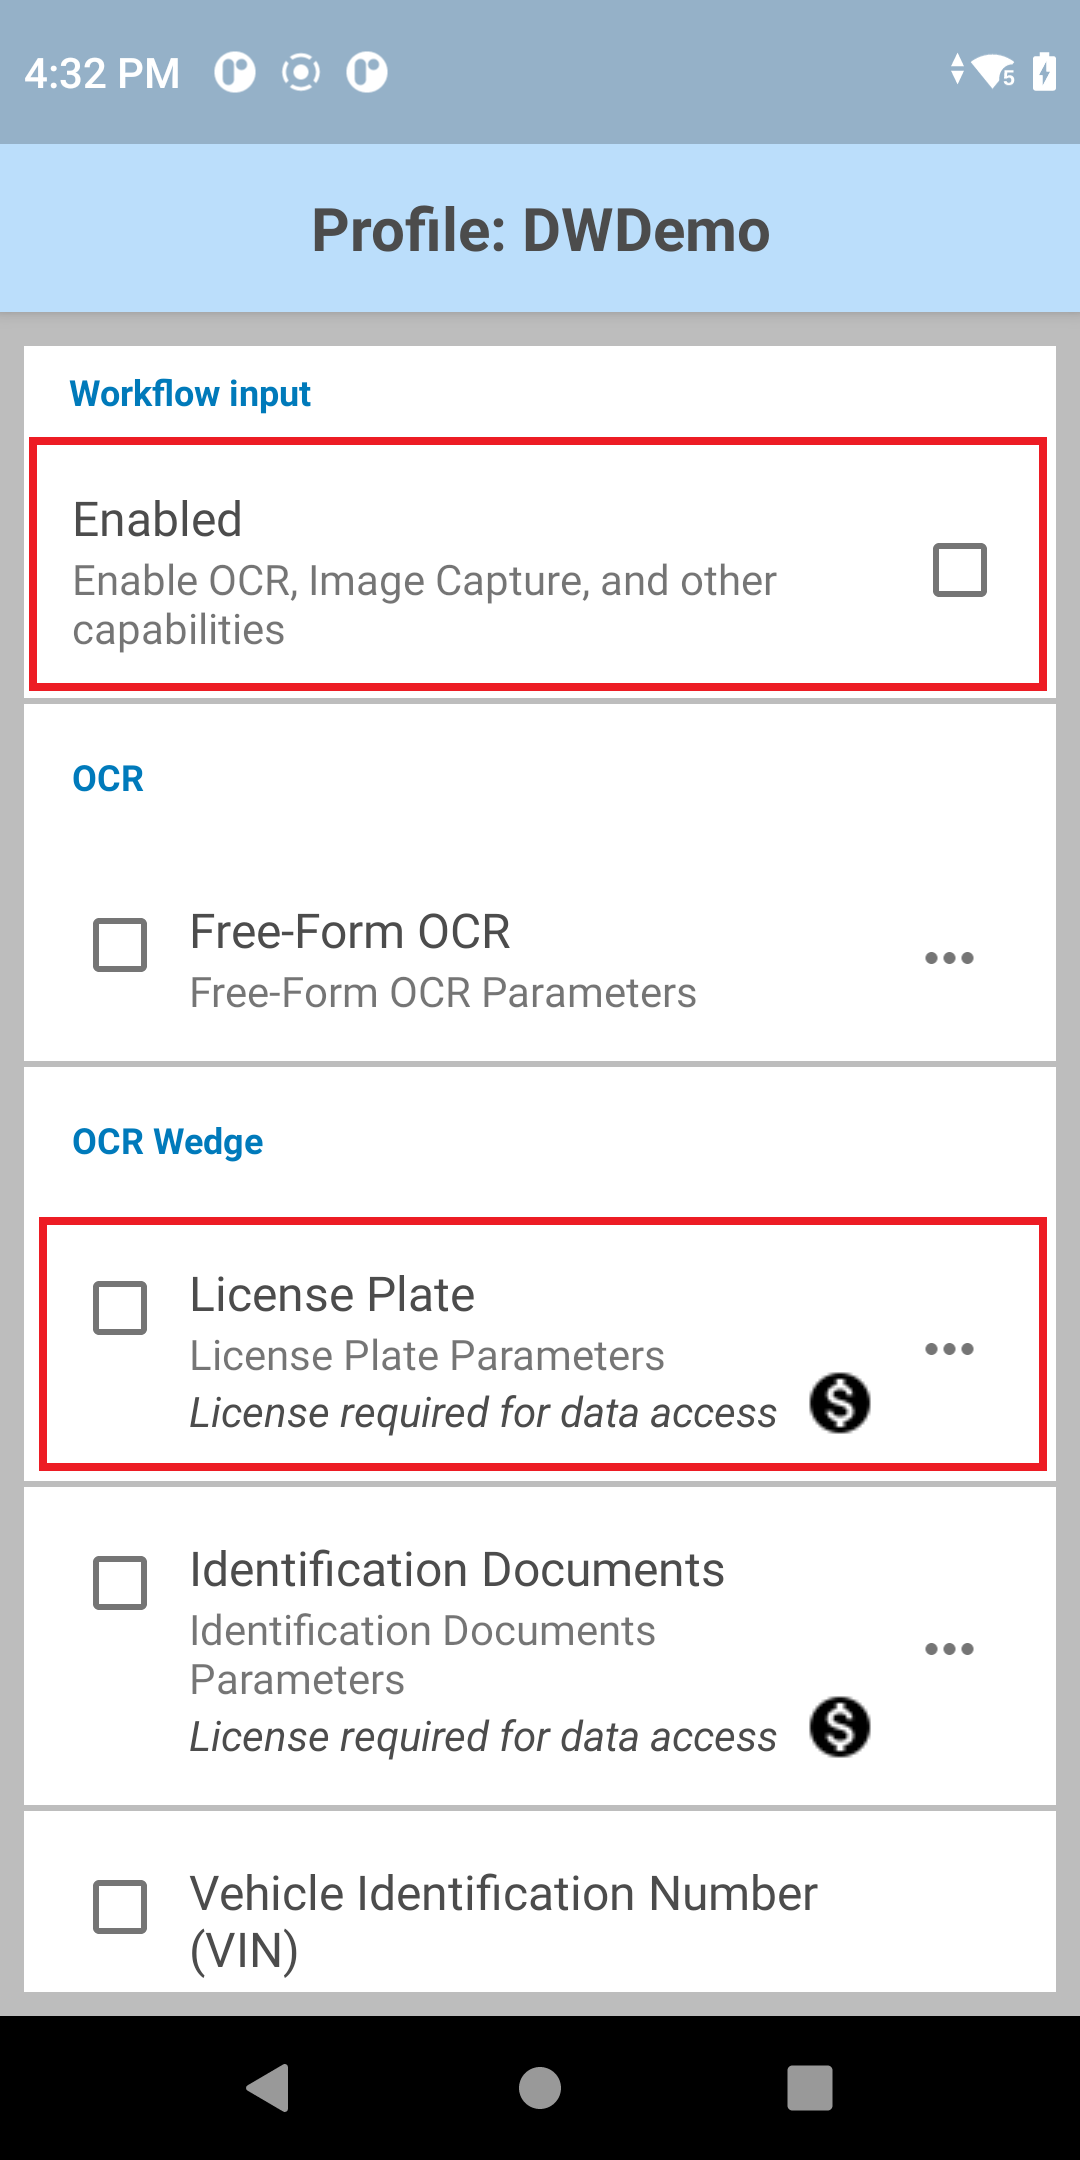 4:32 PM
5
Profile: DWDemo
Workflow input
Enabled
Enable OCR, Image Capture, and other
capabilities
OCR
Free-Form OCR
Free-Form OCR Parameters
OCR Wedge
License Plate
License Plate Parameters
License required for data access
$
Identification Documents
Identification Documents
Parameters
License required for data access
$
Vehicle Identification Number
(VIN)